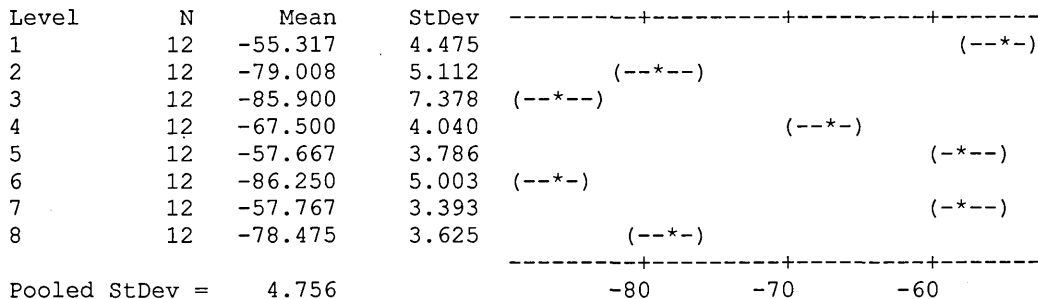 Level       N      Mean     StDev  ---------+---------+---------+-------
1          12   -55.317     4.475                                 (--*-)
2          12   -79.008     5.112         (--*--)
3          12   -85.900     7.378  (--*--)
4          12   -67.500     4.040                     (--*-)
5          12   -57.667     3.786                               (-*--)
6          12   -86.250     5.003  (--*-)
7          12   -57.767     3.393                               (-*--)
8          12   -78.475     3.625          (--*-)
                                   ---------+---------+---------+-------
Pooled StDev =    4.756                   -80       -70       -60